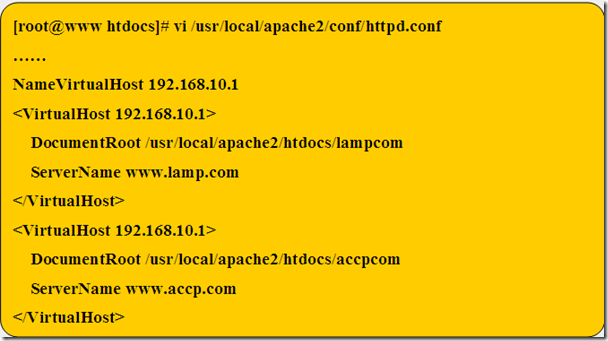 [root@www htdocs]# vi /usr/local/apache2/conf/httpd.conf
……
NameVirtualHost 192.168.10.1
<VirtualHost 192.168.10.1>
DocumentRoot /usr/local/apache2/htdocs/lampcom
ServerName www.lamp.com
</VirtualHost>
<VirtualHost 192.168.10.1>
DocumentRoot /usr/local/apache2/htdocs/accpcom
ServerName www.accp.com
</VirtualHost>